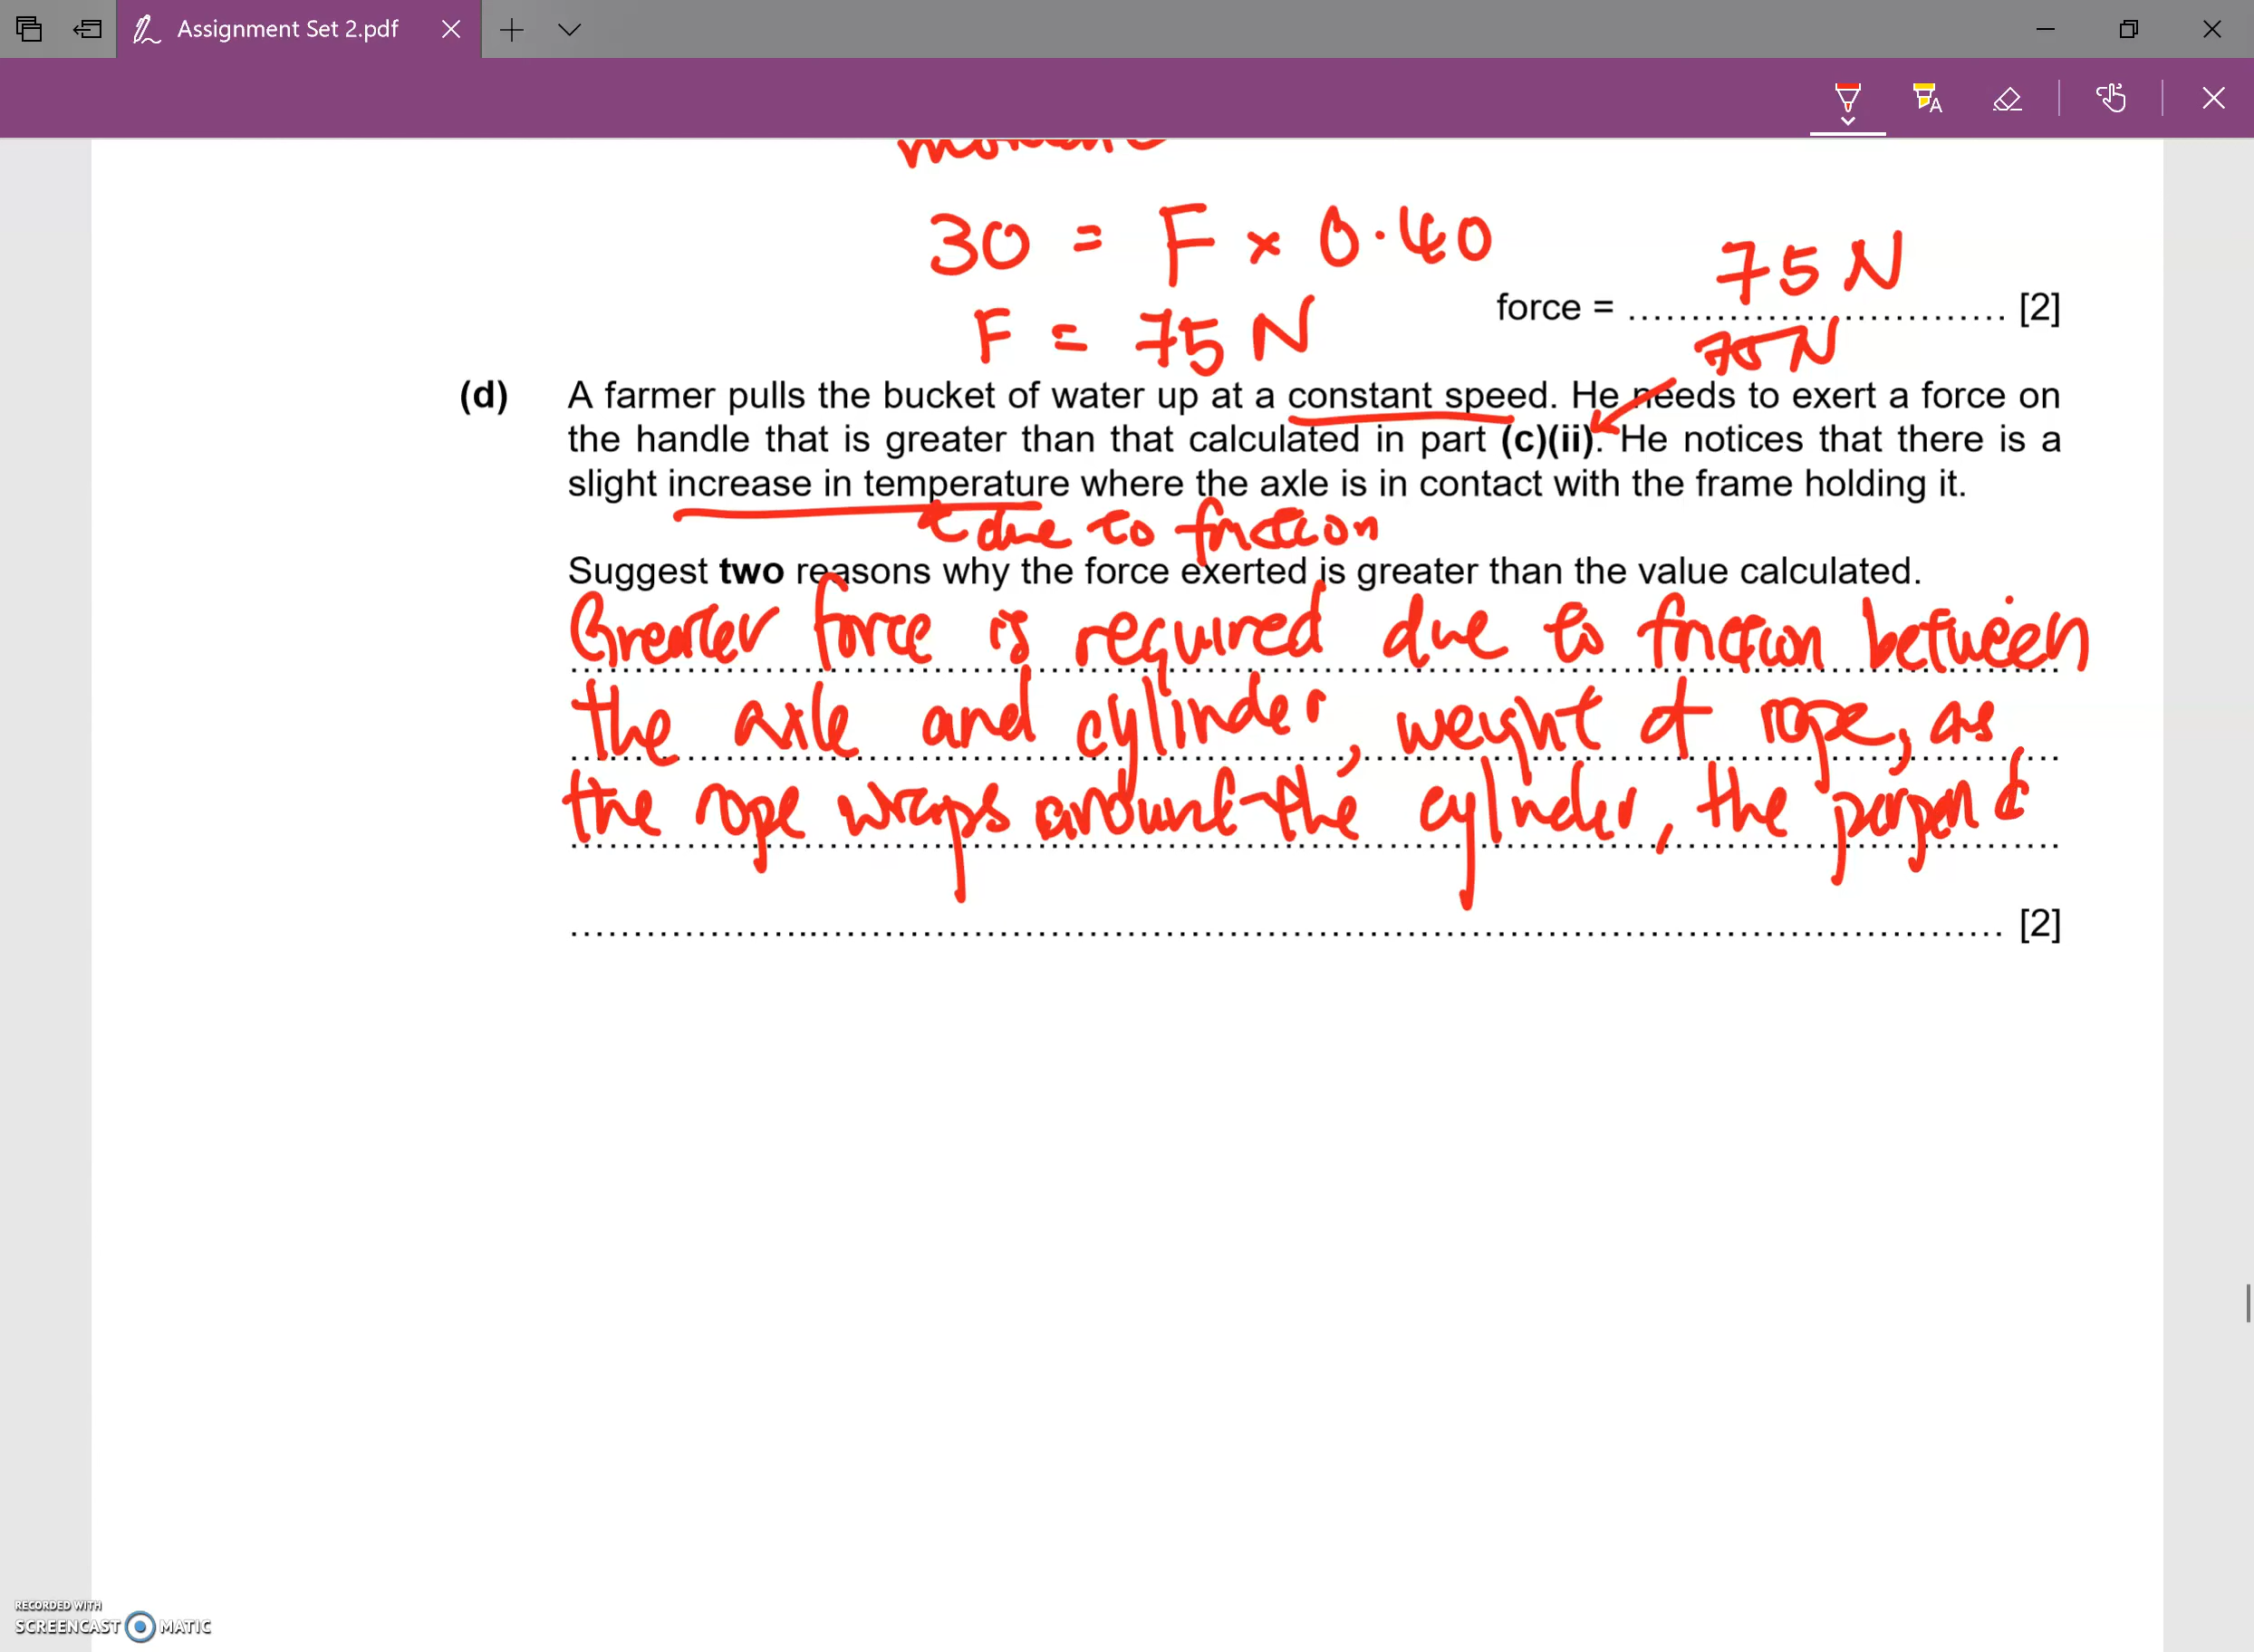 Assignment Set 2.pdf
30 = F × 0.40
F = 75 N
75 N
force = .............................. [2]
75 N
(d) A farmer pulls the bucket of water up at a constant speed. He needs to exert a force on
the handle that is greater than that calculated in part (c)(ii). He notices that there is a
slight increase in temperature where the axle is in contact with the frame holding it.
due to friction
Suggest two reasons why the force exerted is greater than the value calculated.
Greater force is required due to friction between
the axle and cylinder, weight of rope, as
the rope wraps around the cylinder, the perpend
[2]
RECORDED WITH
SCREENCAST MATIC